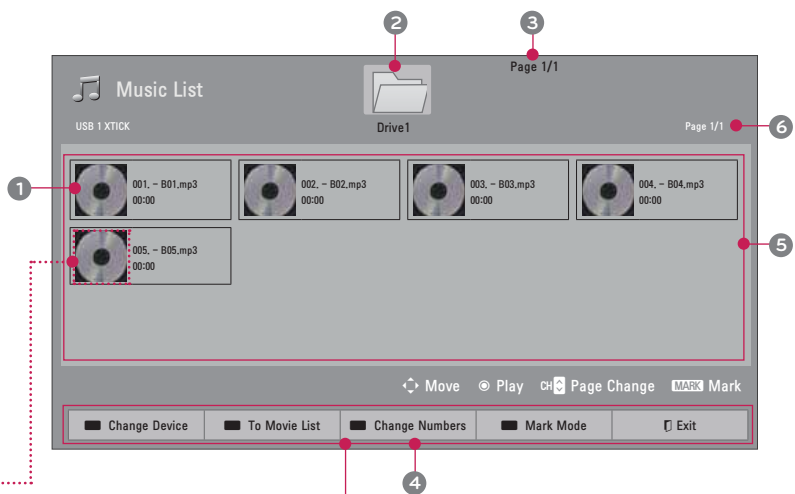 2
3
Page 1/1
Music List
USB 1 XTICK
Drive1
Page 1/1
6
1
001. - B01.mp3
00:00
002. - B02.mp3
00:00
003. - B03.mp3
00:00
004. - B04.mp3
00:00
5
005. - B05.mp3
00:00
Move
Play
CH Page Change
MARK Mark
Change Device
To Movie List
Change Numbers
Mark Mode
Exit
4